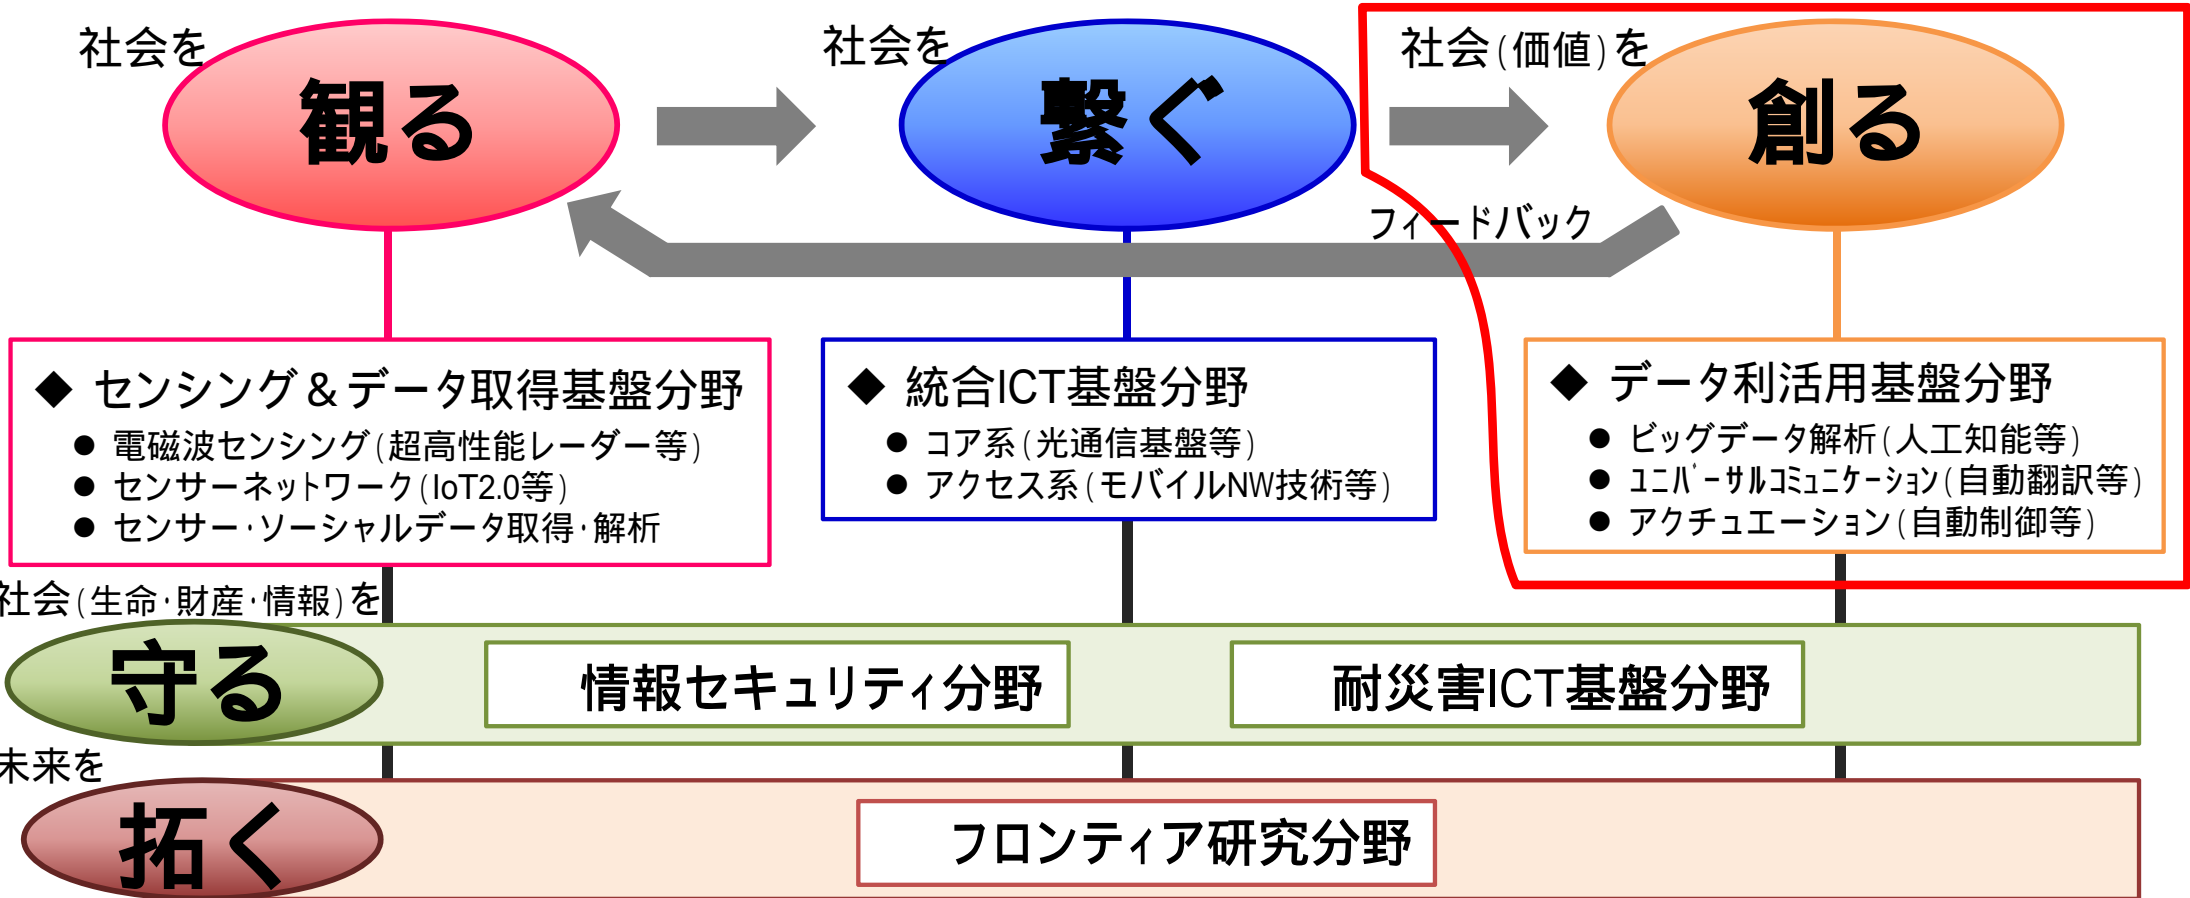 社会を
観る
社会を
繋ぐ
社会(価値)を
創る
フィードバック
◆ センシング＆データ取得基盤分野
● 電磁波センシング(超高性能レーダー等)
● センサーネットワーク(IoT2.0等)
● センサー・ソーシャルデータ取得・解析
◆ 統合ICT基盤分野
● コア系(光通信基盤等)
● アクセス系(モバイルNW技術等)
◆ データ利活用基盤分野
● ビッグデータ解析(人工知能等)
● ﾕﾆﾊﾞｰｻﾙｺﾐｭﾆｹｰｼｮﾝ(自動翻訳等)
● アクチュエーション(自動制御等)
社会(生命・財産・情報)を
守る
情報セキュリティ分野
耐災害ICT基盤分野
未来を
拓く
フロンティア研究分野